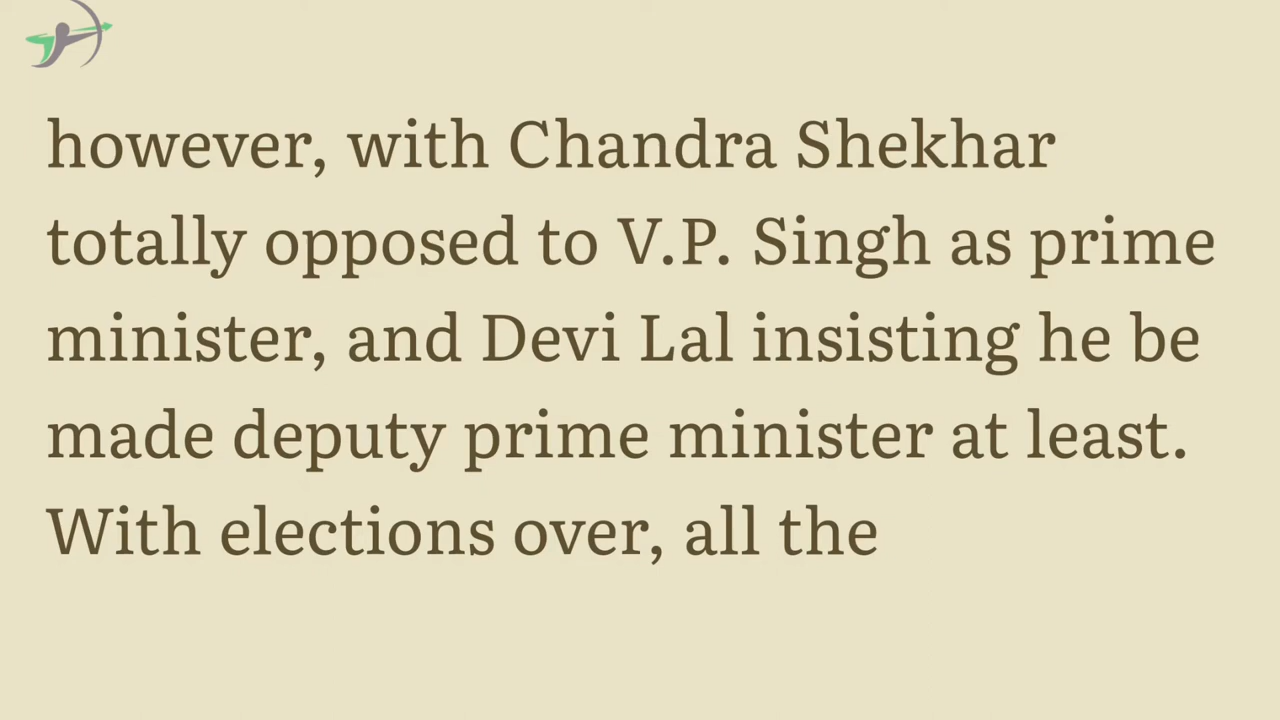 however, with Chandra Shekhar
totally opposed to V.P. Singh as prime
minister, and Devi Lal insisting he be
made deputy prime minister at least.
With elections over, all the